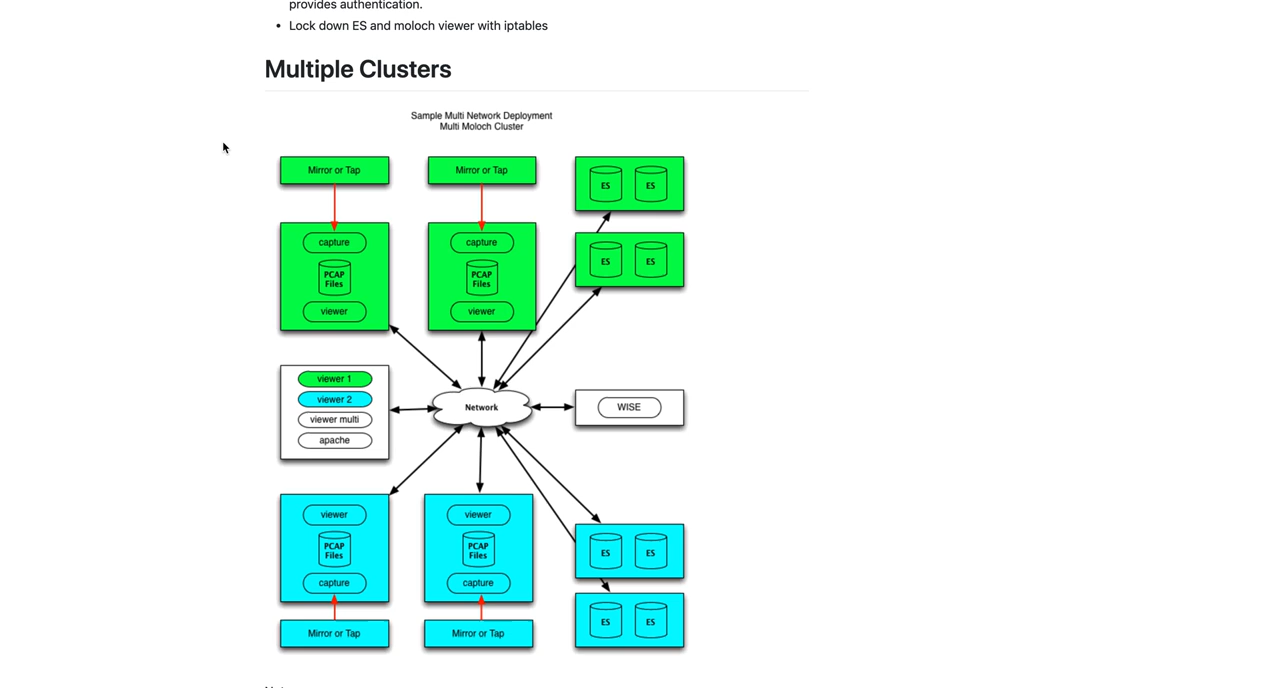 provides authentication.
• Lock down ES and moloch viewer with iptables
Multiple Clusters
Sample Multi Network Deployment
Multi Moloch Cluster
Mirror or Tap
Mirror or Tap
ES
ES
capture
PCAP
Files
viewer
capture
PCAP
Files
viewer
ES
ES
viewer 1
viewer 2
viewer multi
apache
Network
WISE
viewer
PCAP
Files
capture
viewer
PCAP
Files
capture
ES
ES
Mirror or Tap
Mirror or Tap
ES
ES